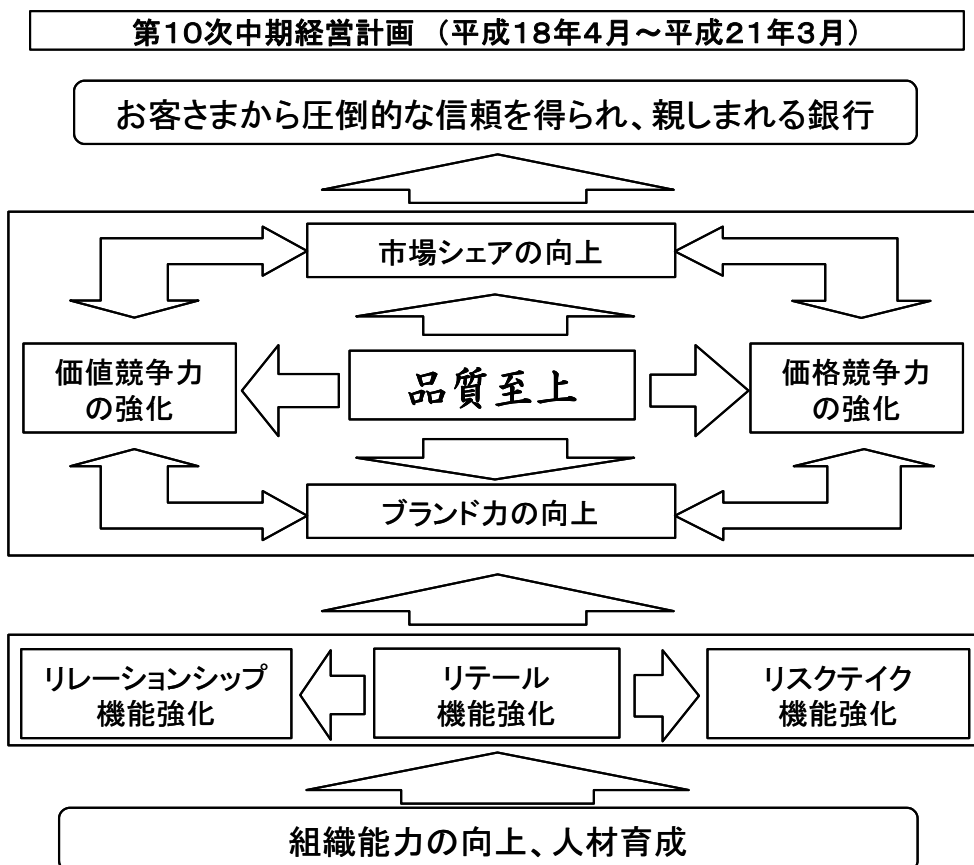 第10次中期経営計画 （平成18年4月～平成21年3月）
お客さまから圧倒的な信頼を得られ、親しまれる銀行
市場シェアの向上
価値競争力
の強化
品質至上
価格競争力
の強化
ブランド力の向上
リレーションシップ
機能強化
リテール
機能強化
リスクテイク
機能強化
組織能力の向上、人材育成